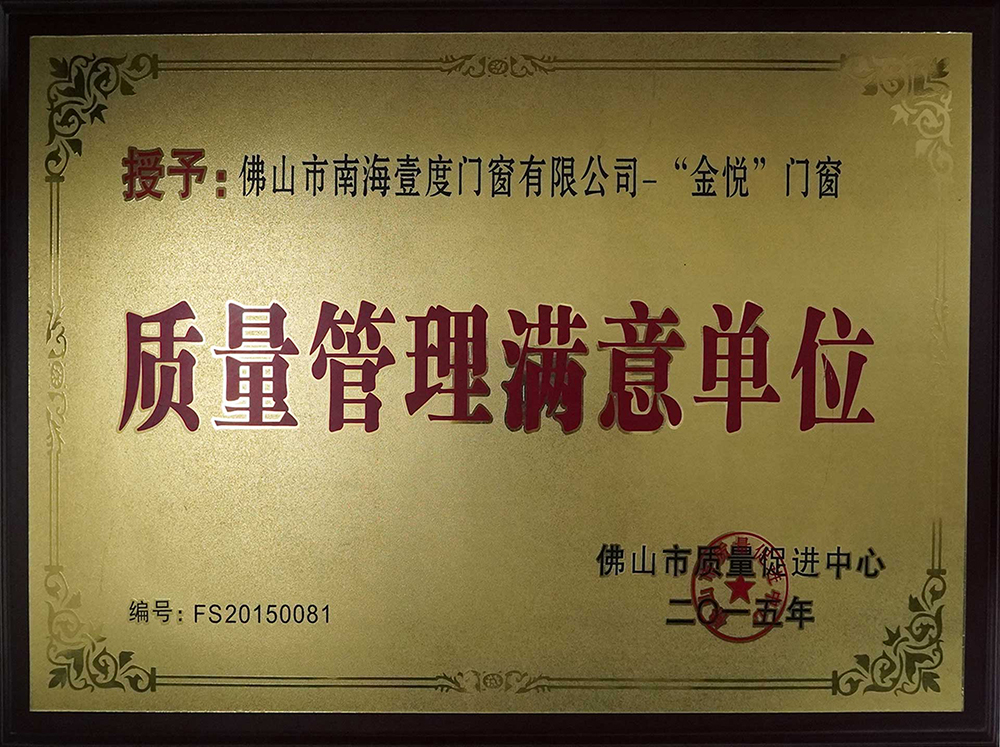 授予：佛山市南海壹度门窗有限公司-“金悦”门窗
质量管理满意单位
佛山市质量促进中心
编号：FS20150081
二〇一五年